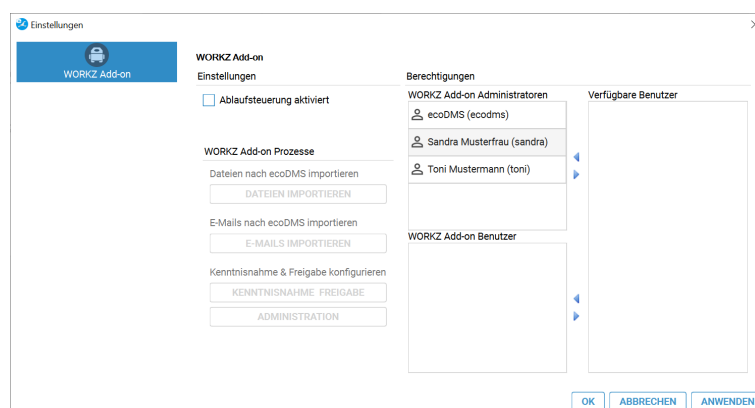 Einstellungen
WORKZ Add-on
WORKZ Add-on
Einstellungen
Ablaufsteuerung aktiviert
WORKZ Add-on Prozesse
Dateien nach ecoDMS importieren
DATEIEN IMPORTIEREN
E-Mails nach ecoDMS importieren
E-MAILS IMPORTIEREN
Kenntnisnahme & Freigabe konfigurieren
KENNTNISNAHME FREIGABE
ADMINISTRATION
Berechtigungen
WORKZ Add-on Administratoren
ecoDMS (ecodms)
Sandra Musterfrau (sandra)
Toni Mustermann (toni)
WORKZ Add-on Benutzer
Verfügbare Benutzer
OK
ABBRECHEN
ANWENDEN